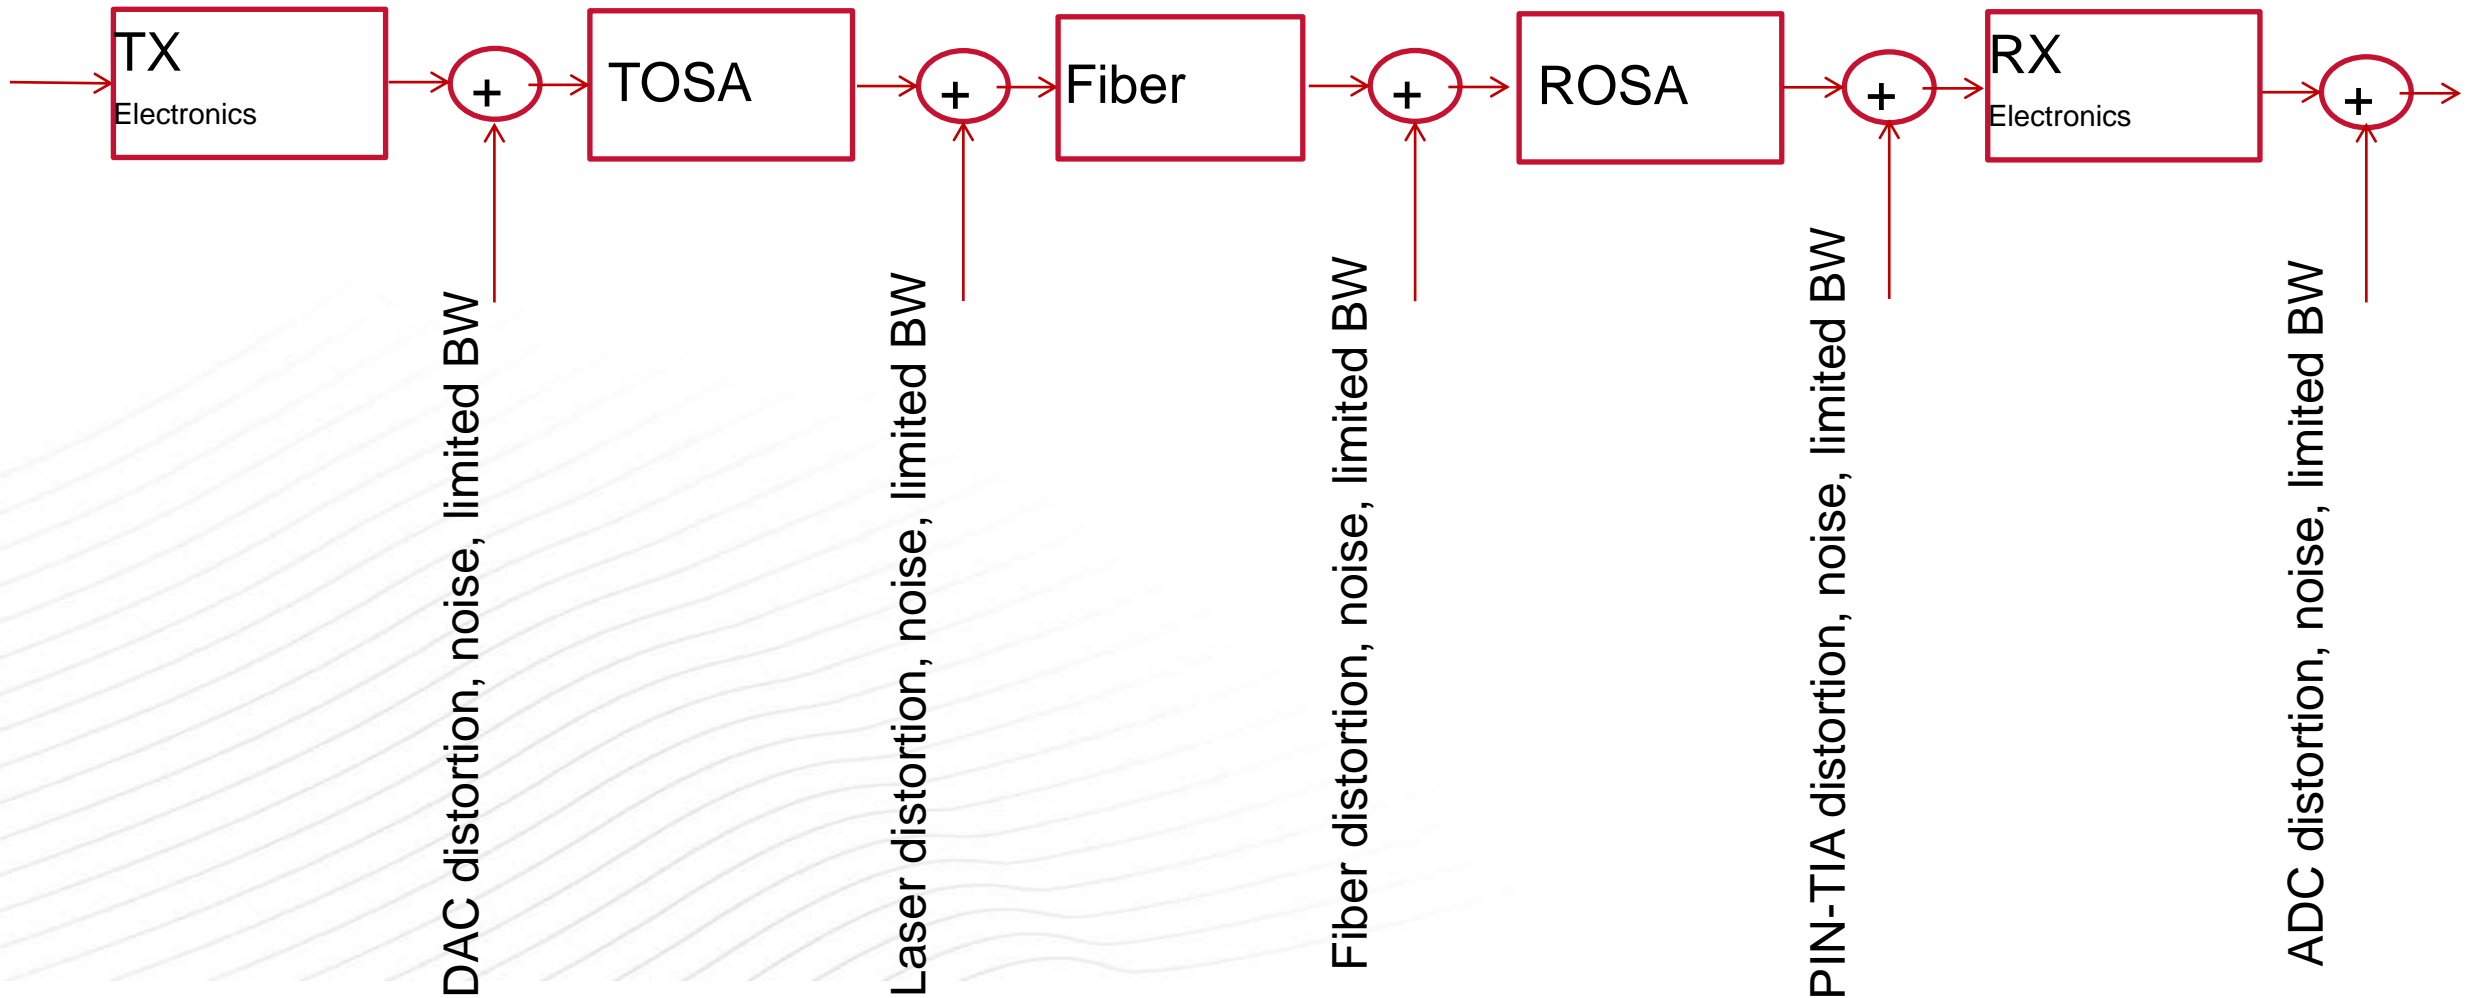 TX
Electronics
+
TOSA
+
Fiber
+
ROSA
+
RX
Electronics
+
DAC distortion, noise, limited BW
Laser distortion, noise, limited BW
Fiber distortion, noise, limited BW
PIN-TIA distortion, noise, limited BW
ADC distortion, noise, limited BW